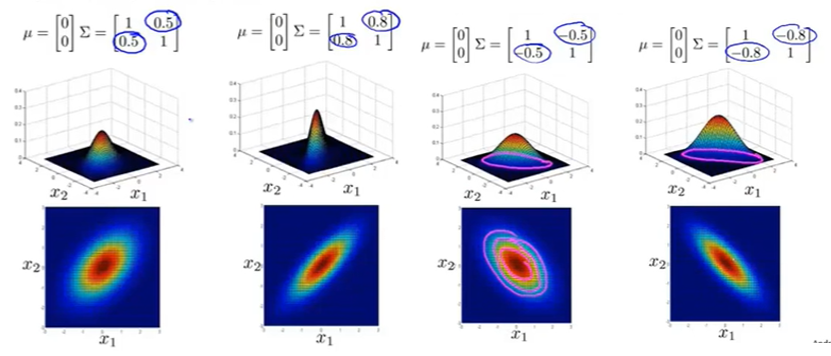 μ = [0 0] Σ = [1 0.5 0.5 1]
μ = [0 0] Σ = [1 0.8 0.8 1]
μ = [0 0] Σ = [1 −0.5 −0.5 1]
μ = [0 0] Σ = [1 −0.8 −0.8 1]
x2 x1
x2 x1
x2 x1
x2 x1
x2
x1
x2
x1
x2
x1
x2
x1